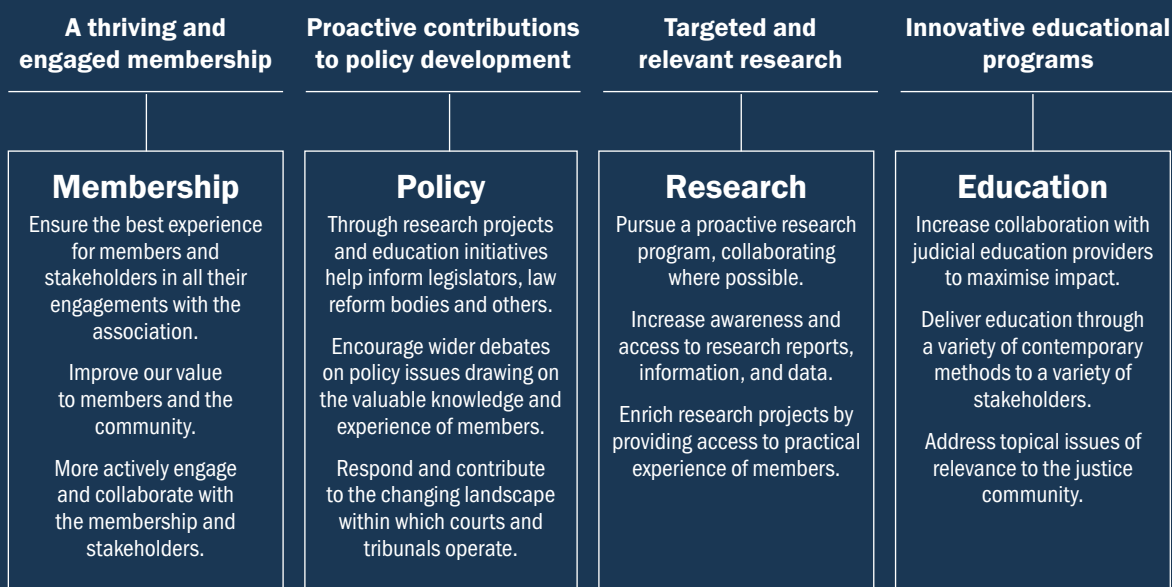 A thriving and
engaged membership
Membership
Ensure the best experience
for members and
stakeholders in all their
engagements with the
association.
Improve our value
to members and the
community.
More actively engage
and collaborate with
the membership and
stakeholders.
Proactive contributions
to policy development
Policy
Through research projects
and education initiatives
help inform legislators, law
reform bodies and others.
Encourage wider debates
on policy issues drawing on
the valuable knowledge and
experience of members.
Respond and contribute
to the changing landscape
within which courts and
tribunals operate.
Targeted and
relevant research
Research
Pursue a proactive research
program, collaborating
where possible.
Increase awareness and
access to research reports,
information, and data.
Enrich research projects by
providing access to practical
experience of members.
Innovative educational
programs
Education
Increase collaboration with
judicial education providers
to maximise impact.
Deliver education through
a variety of contemporary
methods to a variety of
stakeholders.
Address topical issues of
relevance to the justice
community.